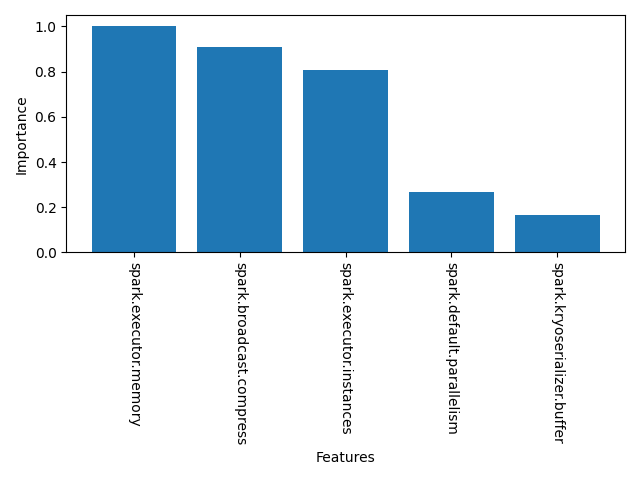 1.0
0.8
0.6
0.4
0.2
0.0
Importance
spark.executor.memory
spark.broadcast.compress
spark.executor.instances
spark.default.parallelism
spark.kryoserializer.buffer
Features